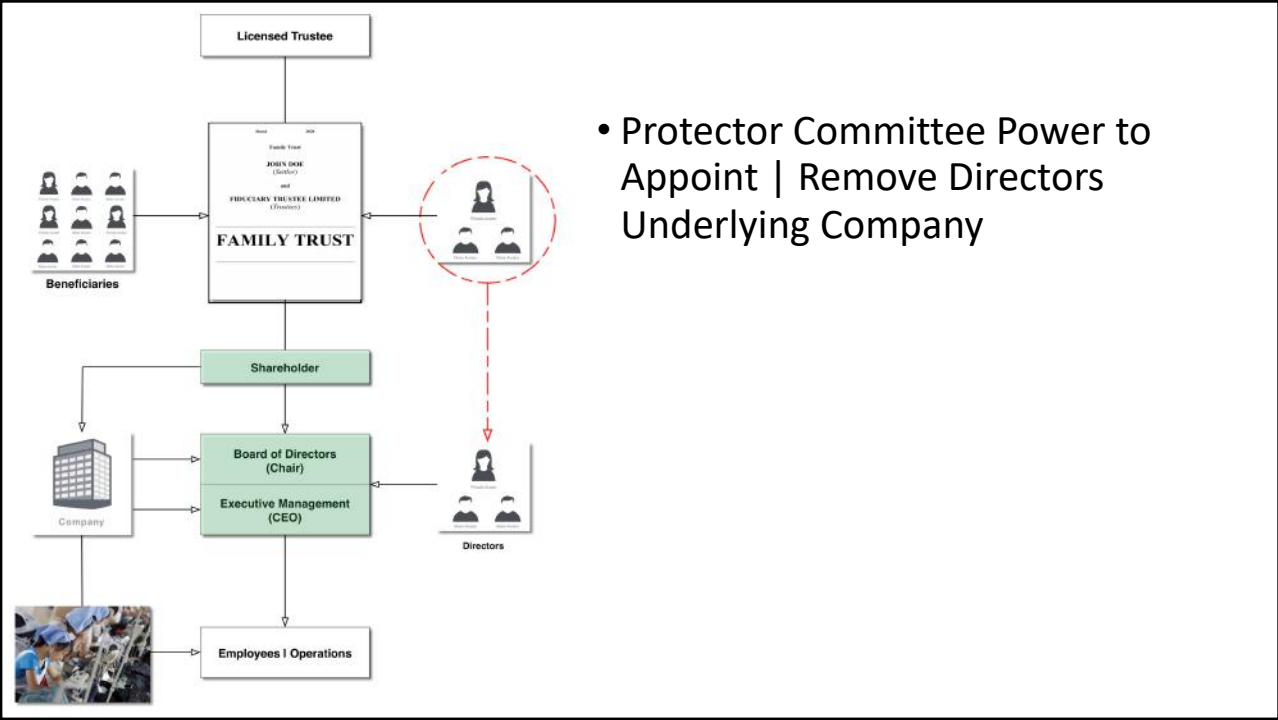 Licensed Trustee
Family Trust
JOHN DOE
(Settlor)
and
FIDUCIARY TRUSTEE LIMITED
(Trustees)
FAMILY TRUST
Beneficiaries
• Protector Committee Power to
Appoint | Remove Directors
Underlying Company
Shareholder
Board of Directors
(Chair)
Executive Management
(CEO)
Company
Directors
Employees | Operations